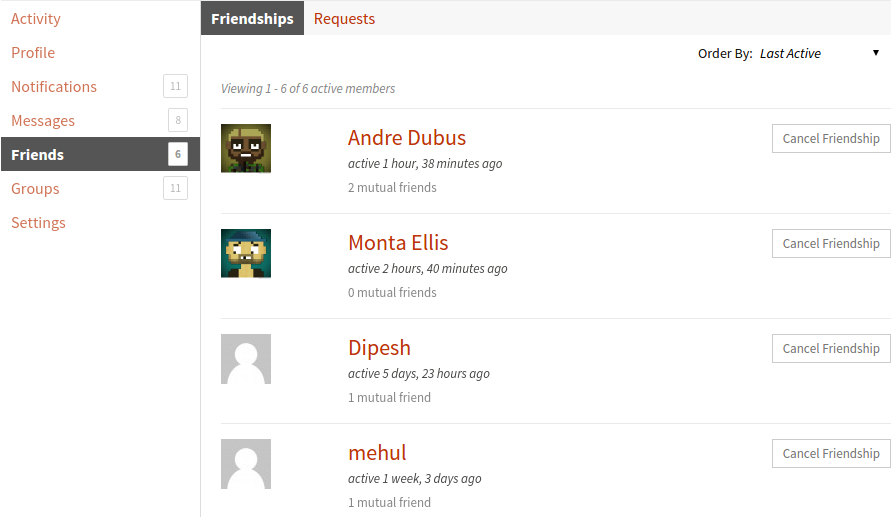 Activity
Profile
Notifications 11
Messages 8
Friends 6
Groups 11
Settings
Friendships Requests
Order By: Last Active
Viewing 1 - 6 of 6 active members
Andre Dubus
active 1 hour, 38 minutes ago
2 mutual friends
Cancel Friendship
Monta Ellis
active 2 hours, 40 minutes ago
0 mutual friends
Cancel Friendship
Dipesh
active 5 days, 23 hours ago
1 mutual friend
Cancel Friendship
mehul
active 1 week, 3 days ago
1 mutual friend
Cancel Friendship